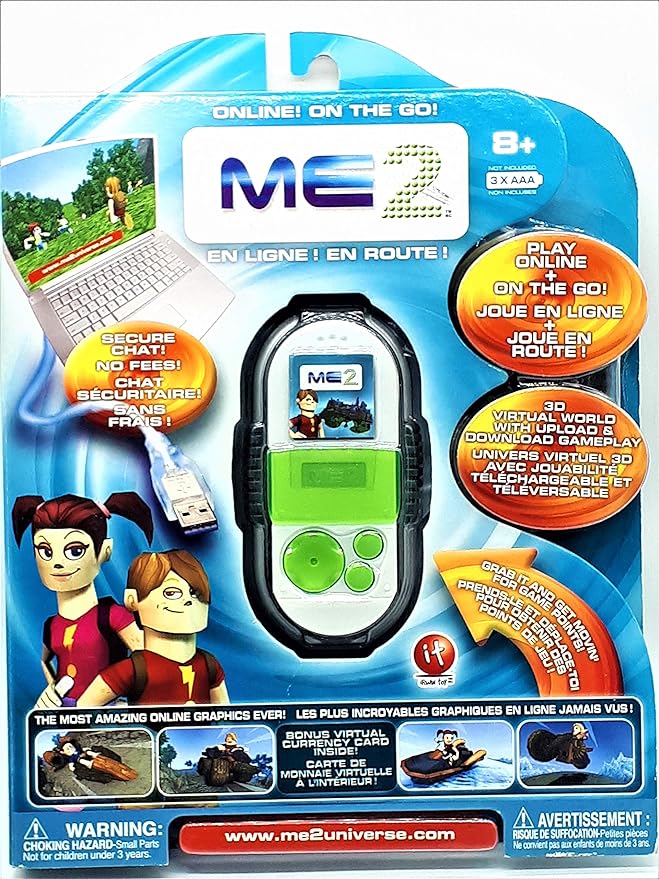 ONLINE! ON THE GO!
ME2™
EN LIGNE! EN ROUTE!
8+
NOT INCLUDED
3 X AAA
NON INCLUSES
www.me2universe.com
PLAY
ONLINE
+
ON THE GO!
JOUE EN LIGNE
+
JOUE EN
ROUTE!
SECURE
CHAT!
NO FEES!
CHAT
SÉCURITAIRE!
SANS
FRAIS!
ME2
ME2
3D
VIRTUAL WORLD
WITH UPLOAD &
DOWNLOAD GAMEPLAY
UNIVERS VIRTUEL 3D
AVEC JOUABILITÉ
TÉLÉCHARGEABLE ET
TÉLÉVERSABLE
GRAB IT AND GET MOVIN'
FOR GAME POINTS!
PRENDS-LE ET DÉPLACE-TOI
POUR OBTENIR DES
POINTS DE JEU!
it
THE MOST AMAZING ONLINE GRAPHICS EVER! LES PLUS INCROYABLES GRAPHIQUES EN LIGNE JAMAIS VUS!
BONUS VIRTUAL
CURRENCY CARD
INSIDE!
CARTE DE
MONNAIE VIRTUELLE
À L'INTÉRIEUR!
WARNING:
CHOKING HAZARD-Small Parts
Not for children under 3 years.
www.me2universe.com
AVERTISSEMENT:
RISQUE DE SUFFOCATION-Petites pièces
Ne convient pas aux enfants de moins de 3 ans.